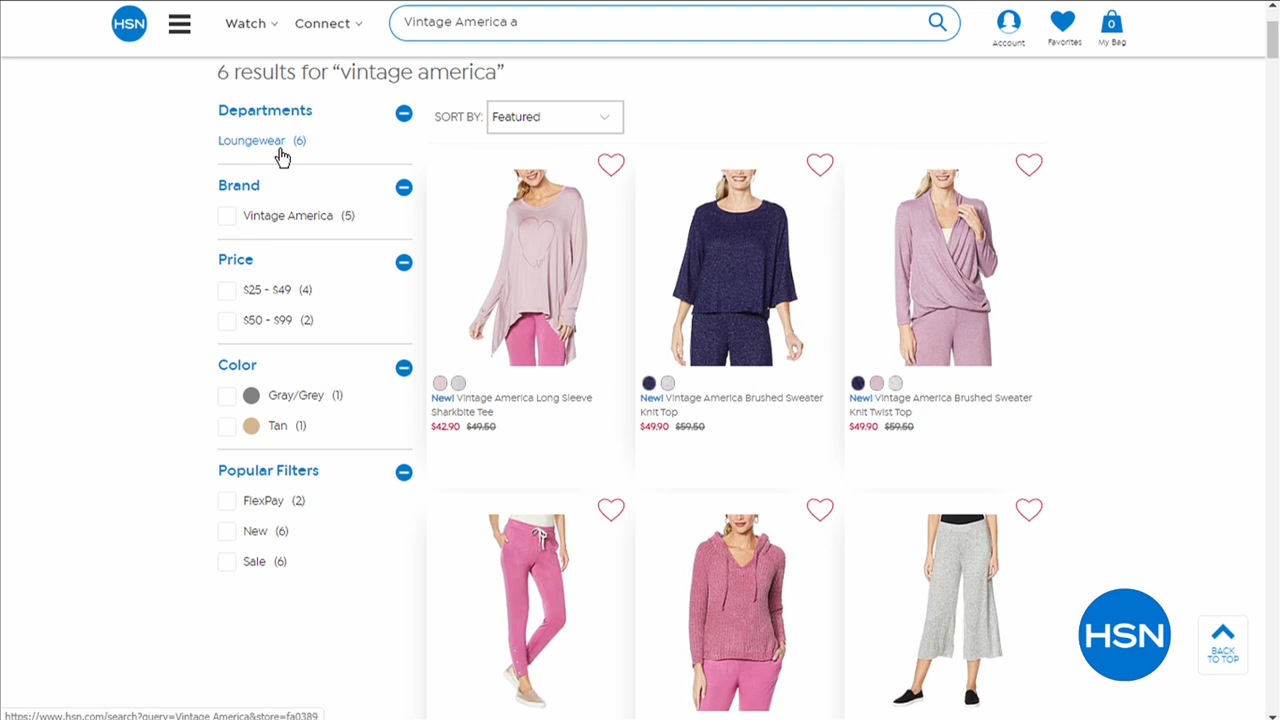 HSN
Watch
Connect
Vintage America a
Account
Favorites
0
My Bag
6 results for “vintage america”
Departments
Loungewear (6)
Brand
Vintage America (5)
Price
$25 - $49 (4)
$50 - $99 (2)
Color
Gray/Grey (1)
Tan (1)
Popular Filters
FlexPay (2)
New (6)
Sale (6)
SORT BY: Featured
New! Vintage America Long Sleeve
Sharkbite Tee
$42.90 $49.50
New! Vintage America Brushed Sweater
Knit Top
$49.90 $59.50
New! Vintage America Brushed Sweater
Knit Twist Top
$49.90 $59.50
HSN
BACK
TO TOP
https://www.hsn.com/search?query=Vintage America&store=fa0389